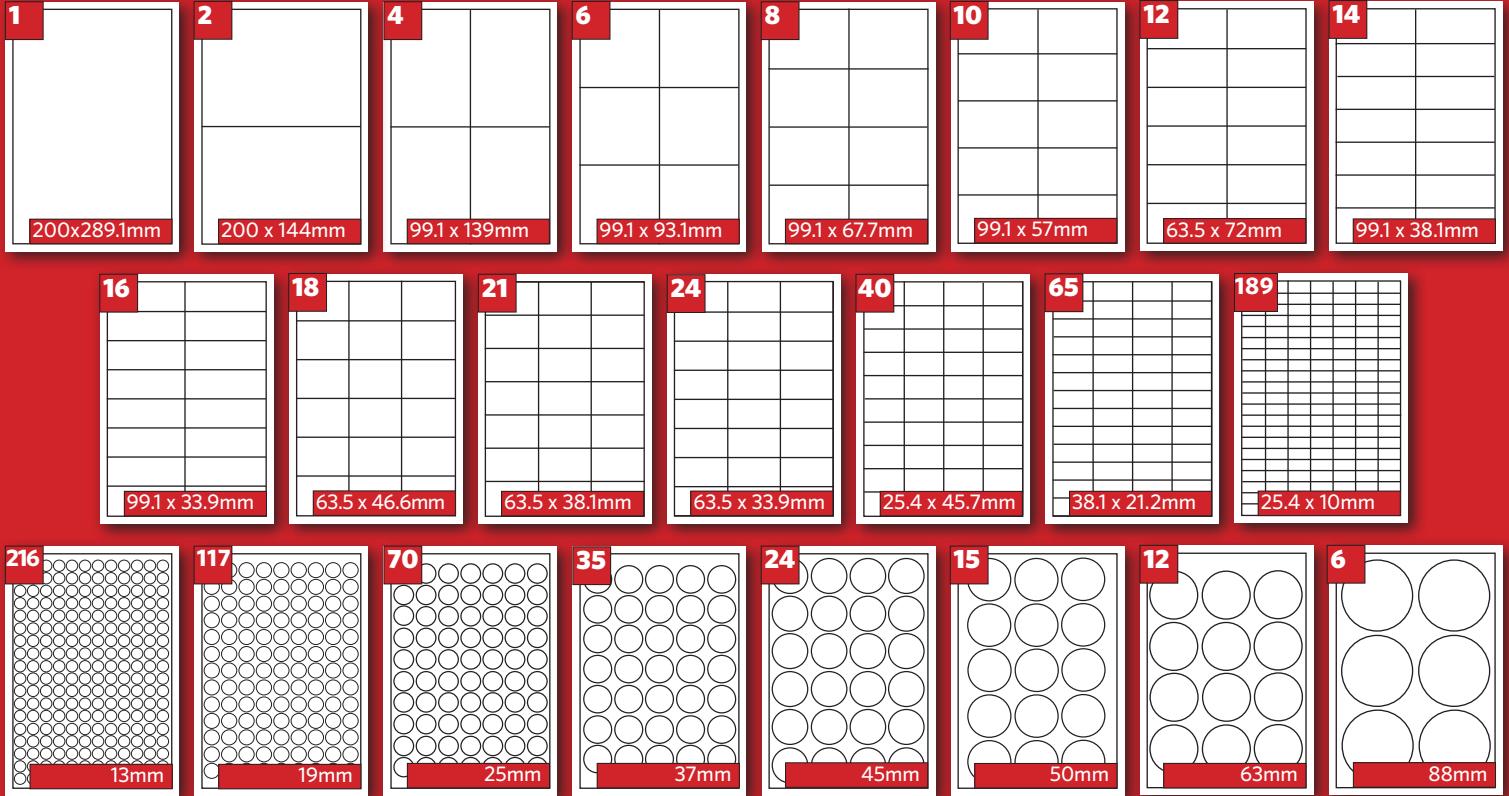 1
200x289.1mm
2
200 x 144mm
4
99.1 x 139mm
6
99.1 x 93.1mm
8
99.1 x 67.7mm
10
99.1 x 57mm
12
63.5 x 72mm
14
99.1 x 38.1mm
16
99.1 x 33.9mm
18
63.5 x 46.6mm
21
63.5 x 38.1mm
24
63.5 x 33.9mm
40
25.4 x 45.7mm
65
38.1 x 21.2mm
189
25.4 x 10mm
216
13mm
117
19mm
70
25mm
35
37mm
24
45mm
15
50mm
12
63mm
6
88mm